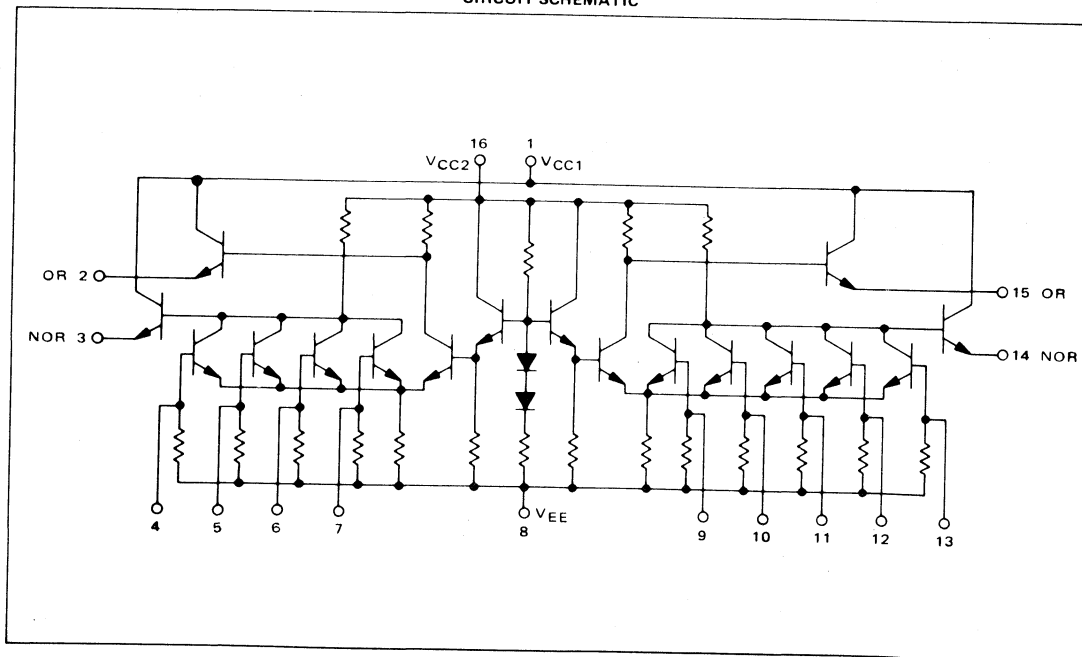 CIRCUIT SCHEMATIC
16 1
VCC2 VCC1
OR 2
15 OR
NOR 3
14 NOR
4 5 6 7 8 VEE 9 10 11 12 13